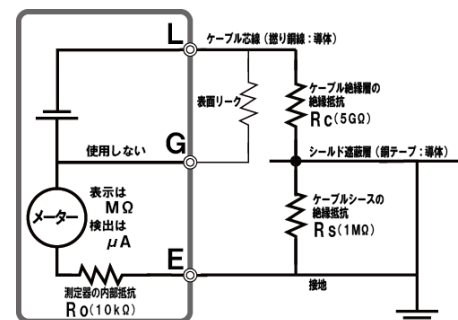 L
ケーブル芯線(撚り銅線:導体)
表面リーク
ケーブル絶縁層の
絶縁抵抗
Rc(5GΩ)
使用しない
G
シールド遮蔽層(銅テープ:導体)
表示は
MΩ
検出は
μA
メーター
ケーブルシースの
絶縁抵抗
Rs(1MΩ)
E
測定器の内部抵抗
Ro(10kΩ)
接地